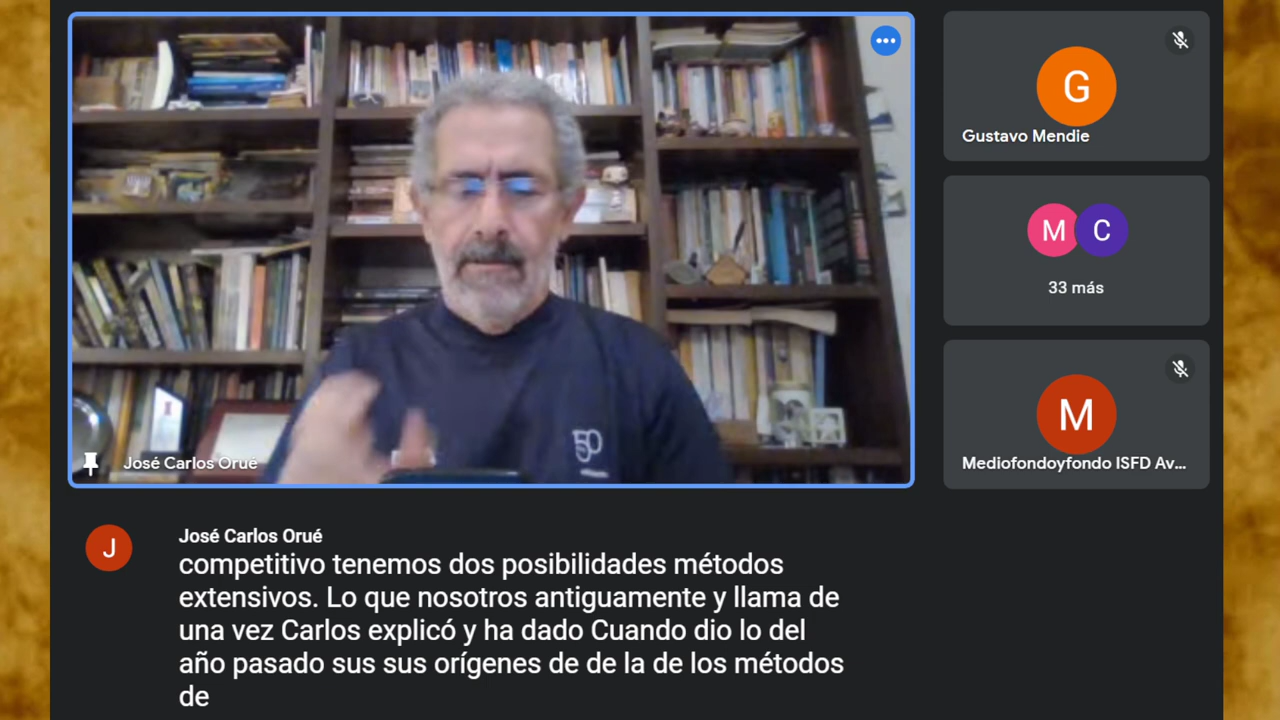 G
Gustavo Mendie
M C
33 más
50
José Carlos Orué
M
Mediofondoyfondo ISFD Av...
J
José Carlos Orué
competitivo tenemos dos posibilidades métodos
extensivos. Lo que nosotros antiguamente y llama de
una vez Carlos explicó y ha dado Cuando dio lo del
año pasado sus sus orígenes de de la de los métodos
de